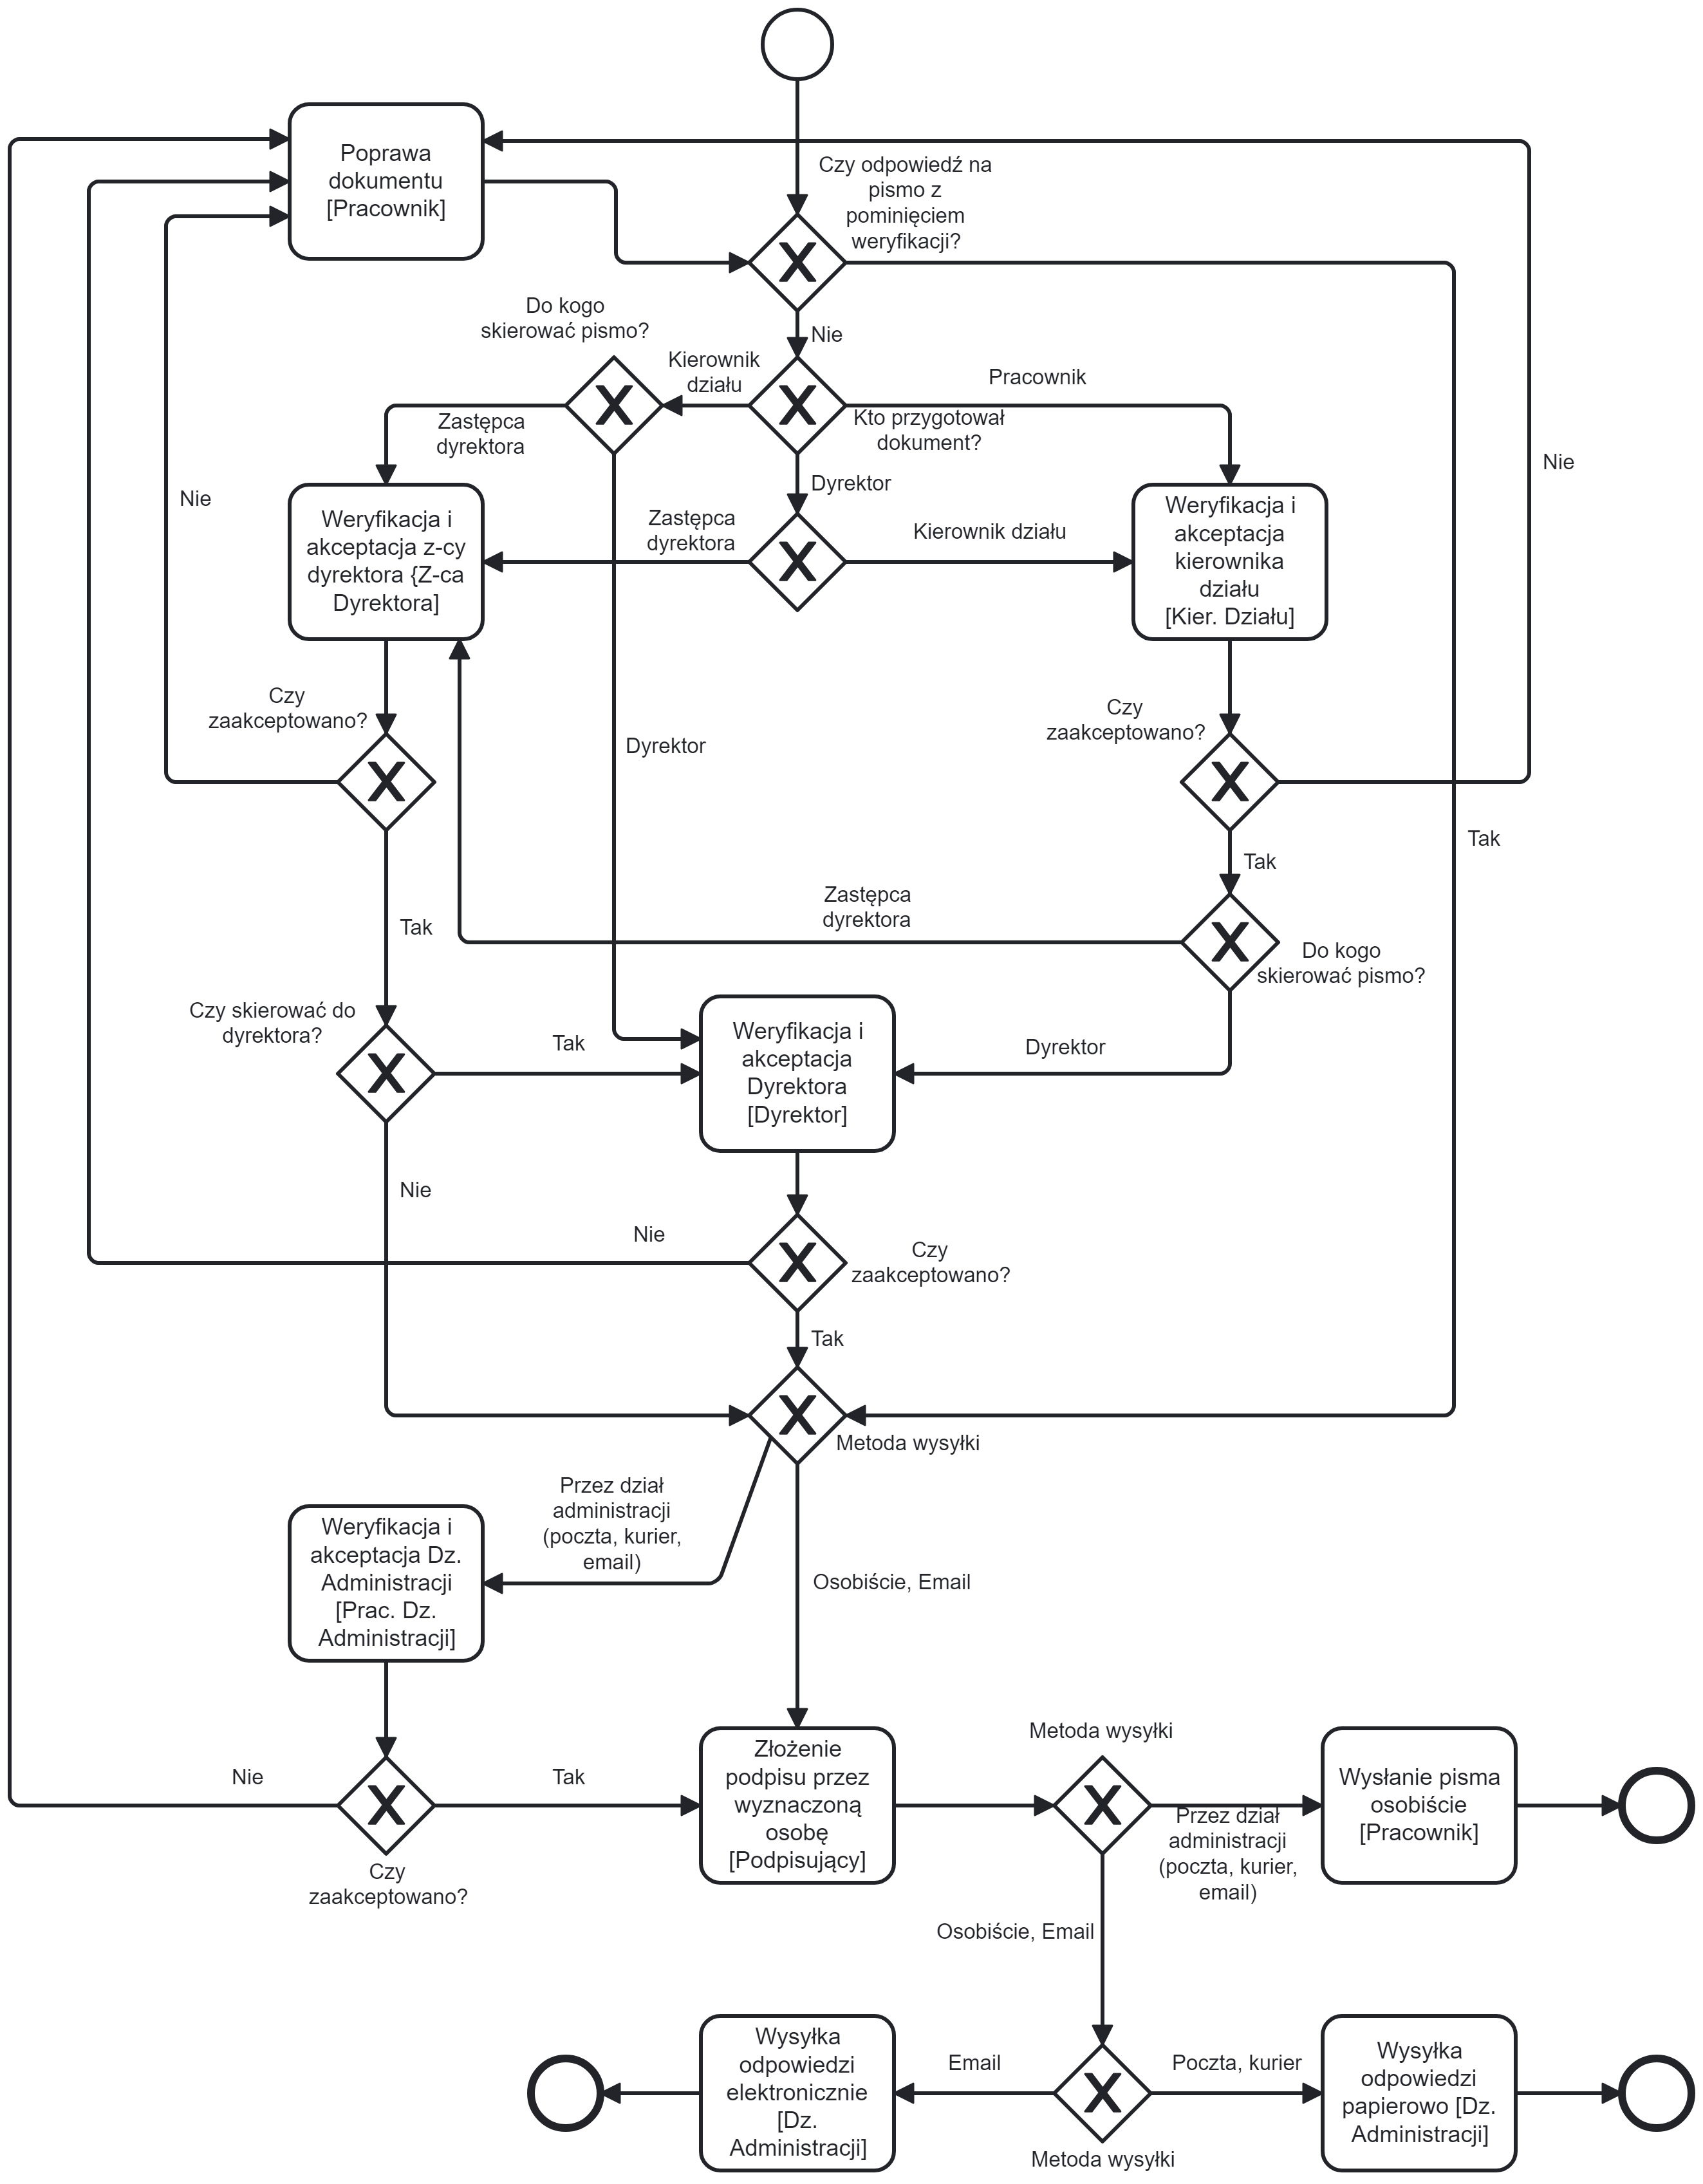 Poprawa
dokumentu
[Pracownik]
Czy odpowiedź na
pismo z
pominięciem
weryfikacji?
Do kogo
skierować pismo?
Nie
Kierownik
działu
Pracownik
Kto przygotował
dokument?
Zastępca
dyrektora
Nie
Dyrektor
Nie
Weryfikacja i
akceptacja z-cy
dyrektora {Z-ca
Dyrektora]
Zastępca
dyrektora
Kierownik działu
Weryfikacja i
akceptacja
kierownika
działu
[Kier. Działu]
Czy
zaakceptowano?
Dyrektor
Czy
zaakceptowano?
Tak
Tak
Tak
Zastępca
dyrektora
Do kogo
skierować pismo?
Czy skierować do
dyrektora?
Tak
Weryfikacja i
akceptacja
Dyrektora
[Dyrektor]
Dyrektor
Nie
Nie
Czy
zaakceptowano?
Tak
Metoda wysyłki
Przez dział
administracji
(poczta, kurier,
email)
Weryfikacja i
akceptacja Dz.
Administracji
[Prac. Dz.
Administracji]
Osobiście, Email
Nie
Tak
Czy
zaakceptowano?
Złożenie
podpisu przez
wyznaczoną
osobę
[Podpisujący]
Metoda wysyłki
Przez dział
administracji
(poczta, kurier,
email)
Wysłanie pisma
osobiście
[Pracownik]
Osobiście, Email
Wysyłka
odpowiedzi
elektronicznie
[Dz.
Administracji]
Email
Poczta, kurier
Metoda wysyłki
Wysyłka
odpowiedzi
papierowo [Dz.
Administracji]